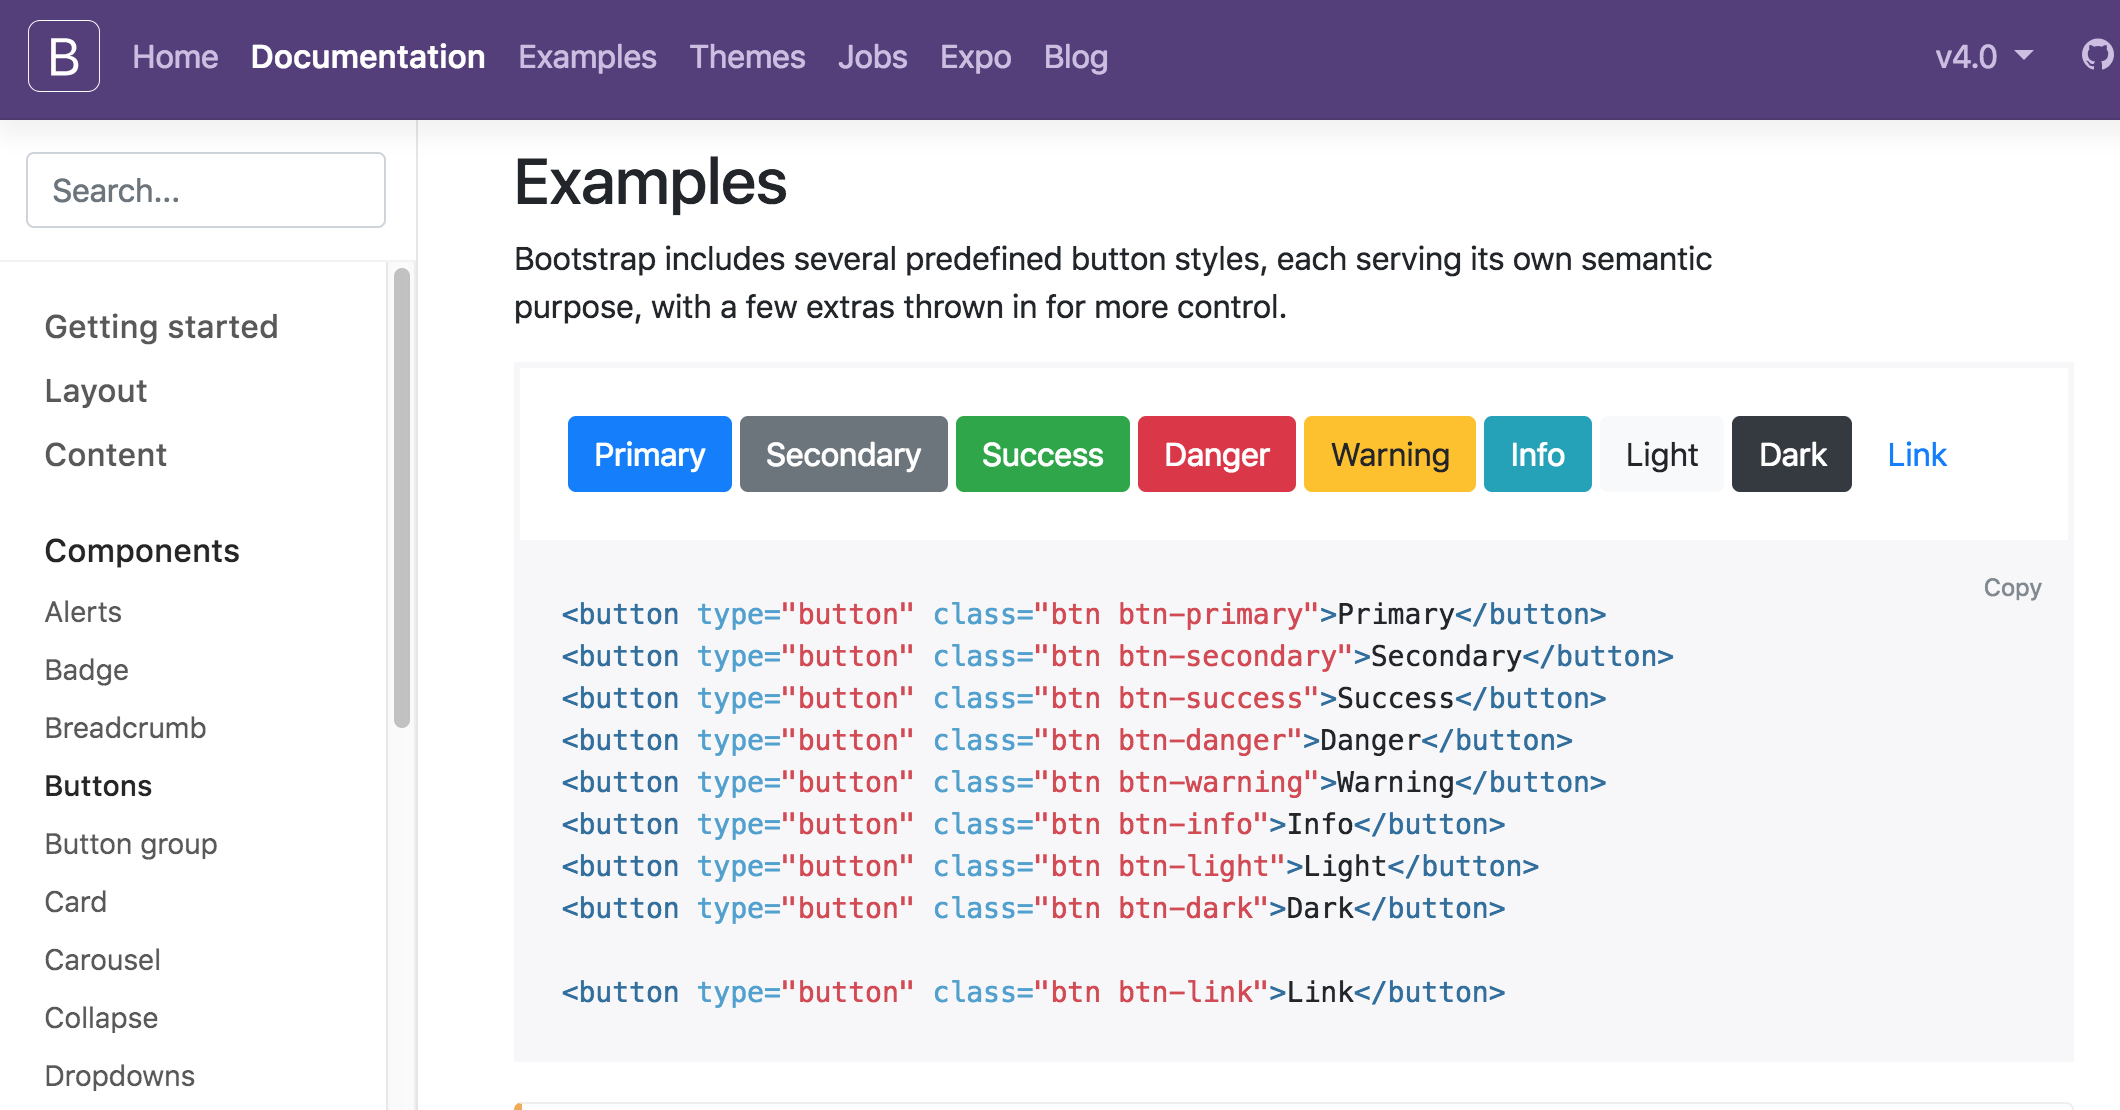 B Home Documentation Examples Themes Jobs Expo Blog v4.0
Search...
Getting started
Layout
Content
Components
Alerts
Badge
Breadcrumb
Buttons
Button group
Card
Carousel
Collapse
Dropdowns
Examples
Bootstrap includes several predefined button styles, each serving its own semantic
purpose, with a few extras thrown in for more control.
Primary Secondary Success Danger Warning Info Light Dark Link
Copy
<button type="button" class="btn btn-primary">Primary</button>
<button type="button" class="btn btn-secondary">Secondary</button>
<button type="button" class="btn btn-success">Success</button>
<button type="button" class="btn btn-danger">Danger</button>
<button type="button" class="btn btn-warning">Warning</button>
<button type="button" class="btn btn-info">Info</button>
<button type="button" class="btn btn-light">Light</button>
<button type="button" class="btn btn-dark">Dark</button>
<button type="button" class="btn btn-link">Link</button>